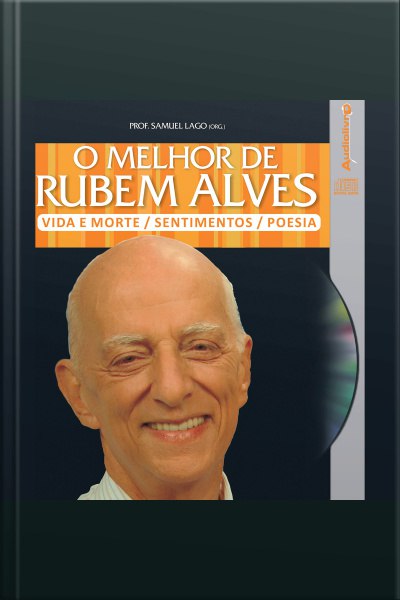 PROF. SAMUEL LAGO (ORG.)
O MELHOR DE
RUBEM ALVES
VIDA E MORTE / SENTIMENTOS / POESIA
Audiolivro